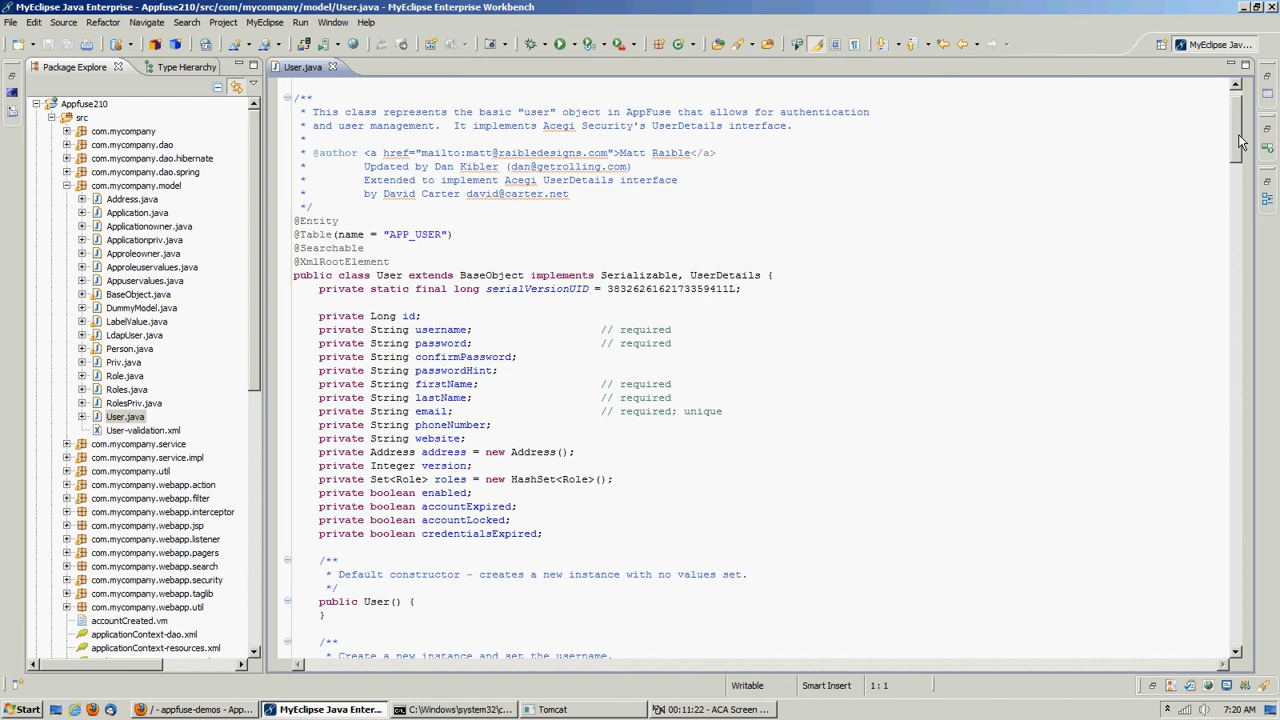 MyEclipse Java Enterprise - Appfuse210/src/com/mycompany/model/User.java - MyEclipse Enterprise Workbench
File Edit Source Refactor Navigate Search Project MyEclipse Run Window Help
MyEclipse Jav...
Package Explore Type Hierarchy
Appfuse210
src
com.mycompany
com.mycompany.dao
com.mycompany.dao.hibernate
com.mycompany.dao.spring
com.mycompany.model
Address.java
Application.java
Applicationowner.java
Applicationpriv.java
Approleowner.java
Approleuservalues.java
Appuservalues.java
BaseObject.java
DummyModel.java
LabelValue.java
LdapUser.java
Person.java
Priv.java
Role.java
Roles.java
RolesPriv.java
User.java
User-validation.xml
com.mycompany.service
com.mycompany.service.impl
com.mycompany.util
com.mycompany.webapp.action
com.mycompany.webapp.filter
com.mycompany.webapp.interceptor
com.mycompany.webapp.jsp
com.mycompany.webapp.listener
com.mycompany.webapp.pagers
com.mycompany.webapp.search
com.mycompany.webapp.security
com.mycompany.webapp.taglib
com.mycompany.webapp.util
accountCreated.vm
applicationContext-dao.xml
applicationContext-resources.xml
User.java
/**
* This class represents the basic "user" object in AppFuse that allows for authentication
* and user management.  It implements Acegi Security's UserDetails interface.
*
* @author <a href="mailto:matt@raibledesigns.com">Matt Raible</a>
*         Updated by Dan Kibler (dan@getrolling.com)
*         Extended to implement Acegi UserDetails interface
*         by David Carter david@carter.net
*/
@Entity
@Table(name = "APP_USER")
@Searchable
@XmlRootElement
public class User extends BaseObject implements Serializable, UserDetails {
private static final long serialVersionUID = 3832626162173359411L;
private Long id;
private String username; // required
private String password; // required
private String confirmPassword;
private String passwordHint;
private String firstName; // required
private String lastName; // required
private String email; // required; unique
private String phoneNumber;
private String website;
private Address address = new Address();
private Integer version;
private Set<Role> roles = new HashSet<Role>();
private boolean enabled;
private boolean accountExpired;
private boolean accountLocked;
private boolean credentialsExpired;
/**
* Default constructor - creates a new instance with no values set.
*/
public User() {
}
/**
* Create a new instance and set the username.
Writable Smart Insert 1 : 1
Start / - appfuse-demos - Ap... MyEclipse Java Enter... C:\Windows\system32\c... Tomcat 00:11:22 - ACA Screen ... 7:20 AM